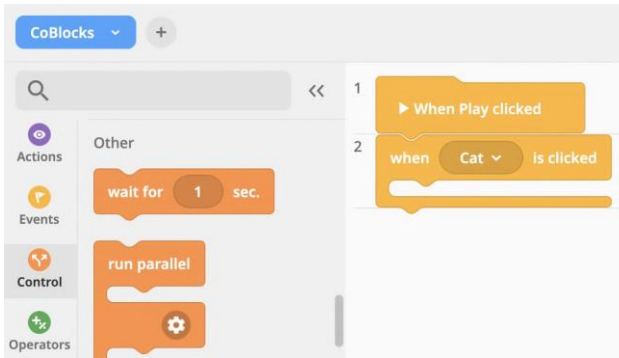 CoBlocks
+
<<
Actions
Events
Control
Operators
Other
wait for 1 sec.
run parallel
1
When Play clicked
2
when Cat is clicked